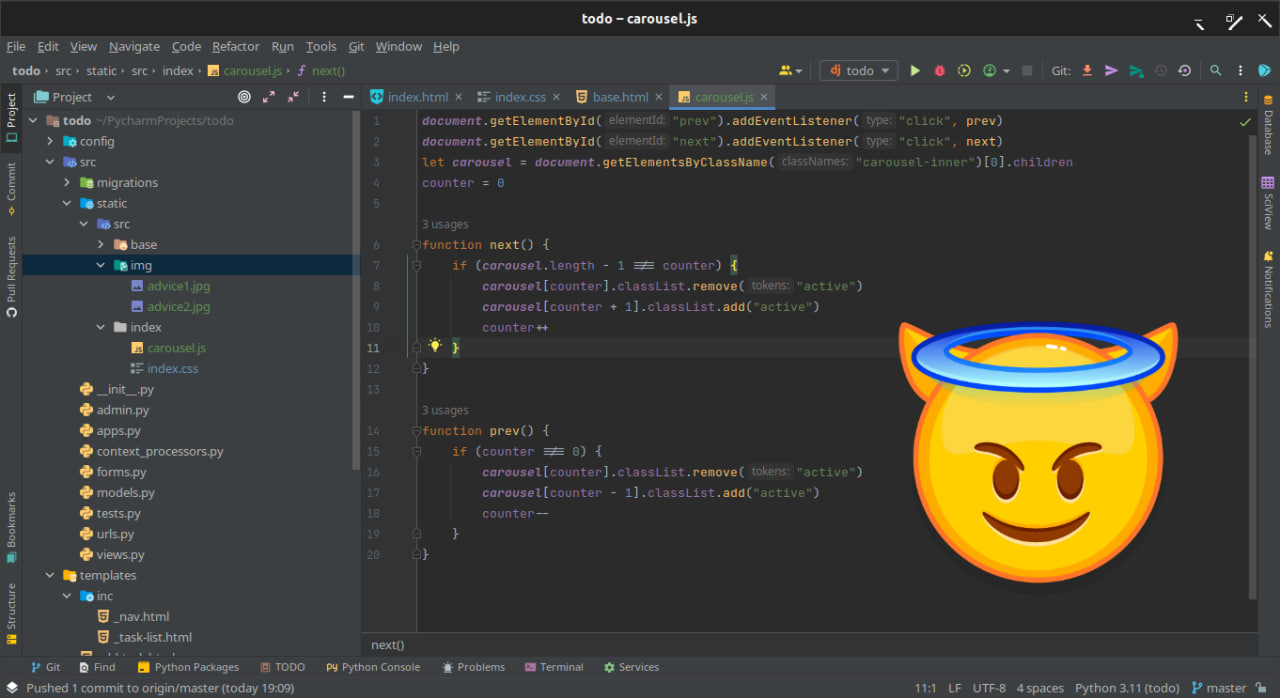 todo – carousel.js
File Edit View Navigate Code Refactor Run Tools Git Window Help
todo src static src index carousel.js next() todo Git:
Project
index.html index.css base.html carousel.js
Project
Commit
Pull Requests
Bookmarks
Structure
todo ~/PycharmProjects/todo
config
src
migrations
static
src
base
img
advice1.jpg
advice2.jpg
index
carousel.js
index.css
__init__.py
admin.py
apps.py
context_processors.py
forms.py
models.py
tests.py
urls.py
views.py
templates
inc
_nav.html
_task-list.html
1 document.getElementById( elementId: "prev").addEventListener( type: "click", prev)
2 document.getElementById( elementId: "next").addEventListener( type: "click", next)
3 let carousel = document.getElementsByClassName( classNames: "carousel-inner")[0].children
4 counter = 0
5
3 usages
6 function next() {
7 if (carousel.length - 1 !== counter) {
8 carousel[counter].classList.remove( tokens: "active")
9 carousel[counter + 1].classList.add("active")
10 counter++
11 }
12 }
13
3 usages
14 function prev() {
15 if (counter !== 0) {
16 carousel[counter].classList.remove( tokens: "active")
17 carousel[counter - 1].classList.add("active")
18 counter--
19 }
20 }
next()
Database
SciView
Notifications
Git Find Python Packages TODO Python Console Problems Terminal Services
Pushed 1 commit to origin/master (today 19:09) 11:1 LF UTF-8 4 spaces Python 3.11 (todo) master